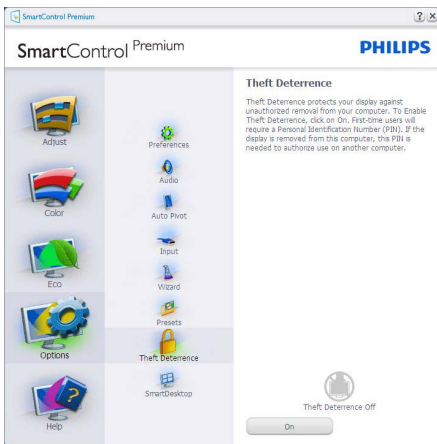 SmartControl Premium
SmartControl Premium
PHILIPS
Adjust
Color
Eco
Options
Help
Preferences
Audio
Auto Pivot
Input
Wizard
Presets
Theft Deterrence
SmartDesktop
Theft Deterrence
Theft Deterrence protects your display against
unauthorized removal from your computer. To Enable
Theft Deterrence, click on On. First-time users will
require a Personal Identification Number (PIN). If the
display is removed from this computer, this PIN is
needed to authorize use on another computer.
Theft Deterrence Off
On